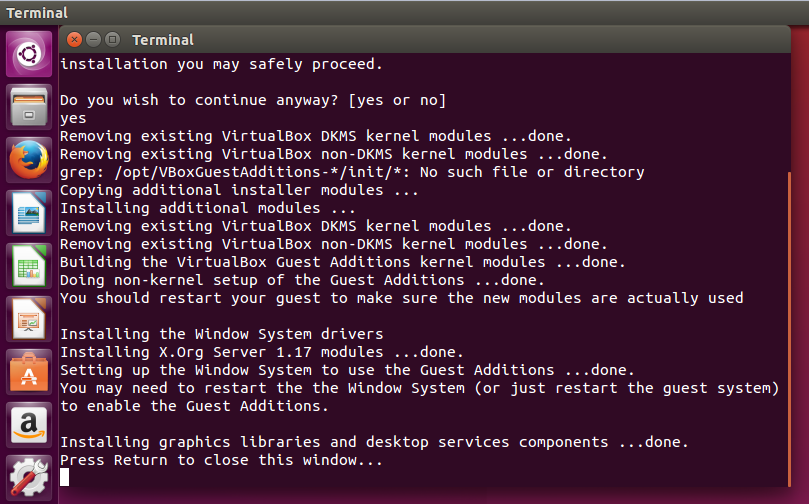 Terminal
Terminal
installation you may safely proceed.
Do you wish to continue anyway? [yes or no]
yes
Removing existing VirtualBox DKMS kernel modules ...done.
Removing existing VirtualBox non-DKMS kernel modules ...done.
grep: /opt/VBoxGuestAdditions-*/init/*: No such file or directory
Copying additional installer modules ...
Installing additional modules ...
Removing existing VirtualBox DKMS kernel modules ...done.
Removing existing VirtualBox non-DKMS kernel modules ...done.
Building the VirtualBox Guest Additions kernel modules ...done.
Doing non-kernel setup of the Guest Additions ...done.
You should restart your guest to make sure the new modules are actually used
Installing the Window System drivers
Installing X.Org Server 1.17 modules ...done.
Setting up the Window System to use the Guest Additions ...done.
You may need to restart the the Window System (or just restart the guest system)
to enable the Guest Additions.
Installing graphics libraries and desktop services components ...done.
Press Return to close this window...